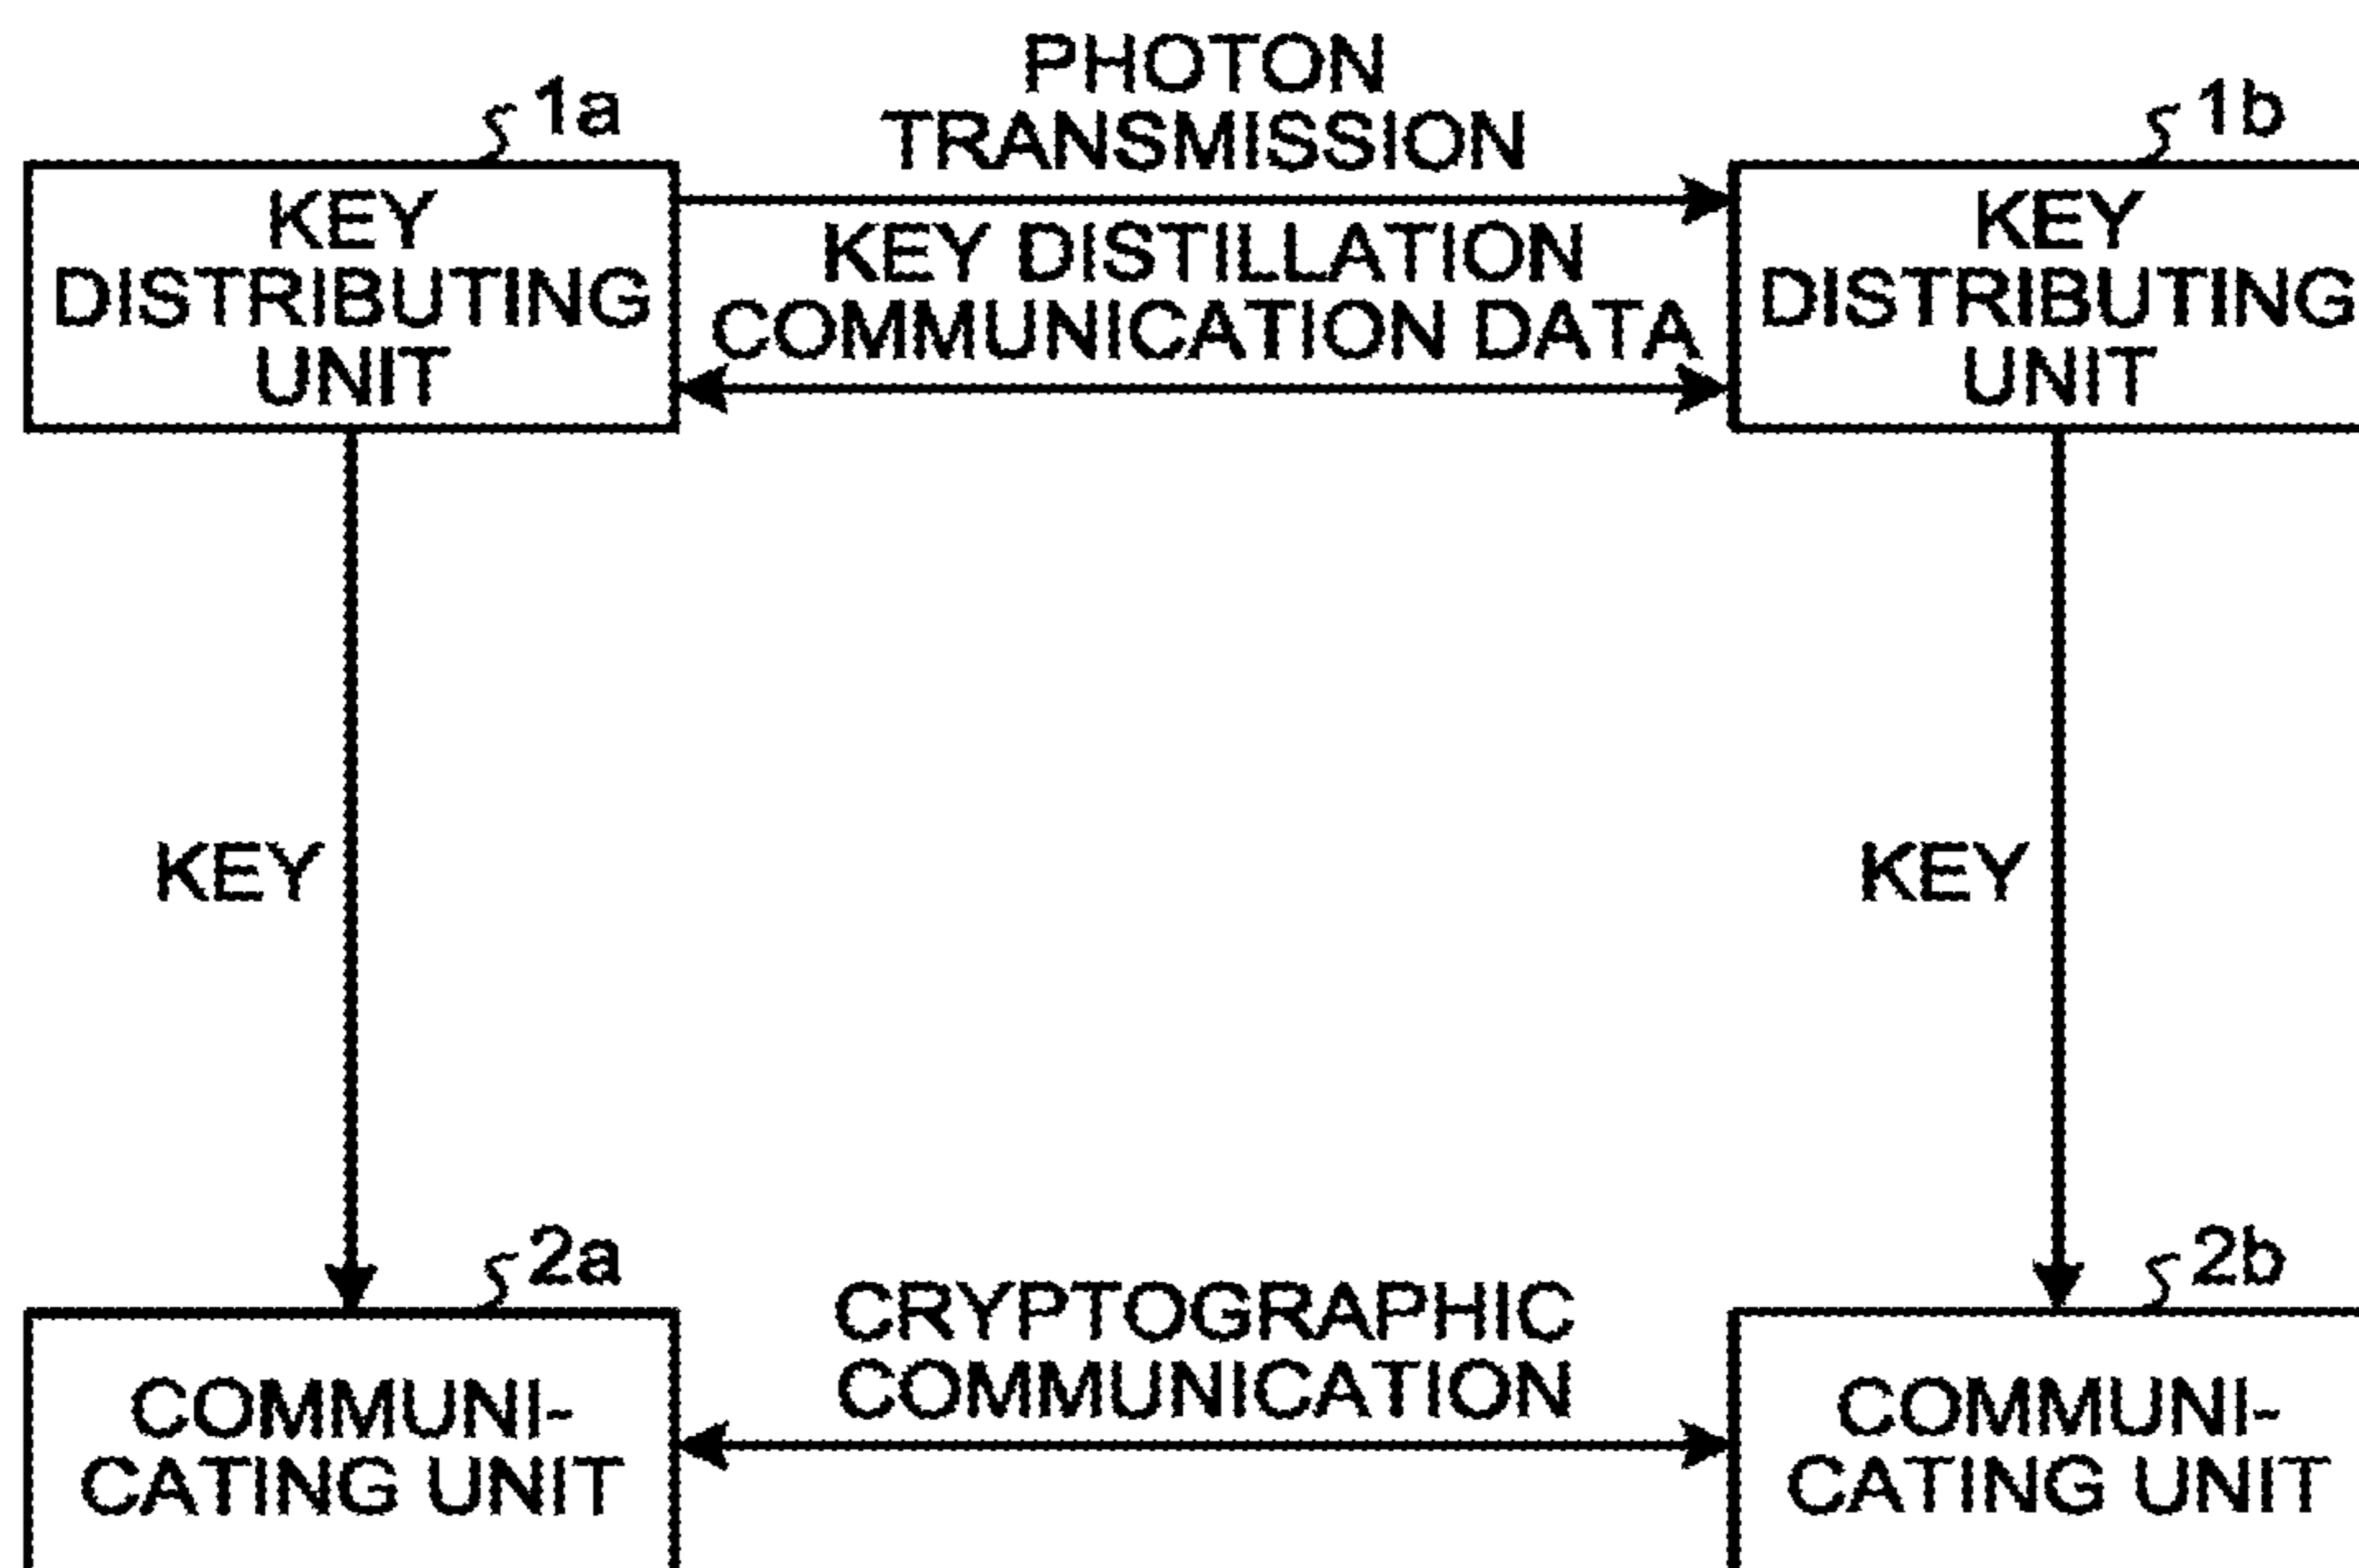 PHOTON
TRANSMISSION
1a
1b
KEY
DISTRIBUTING
UNIT
KEY DISTILLATION
COMMUNICATION DATA
KEY
DISTRIBUTING
UNIT
KEY
KEY
2a
2b
CRYPTOGRAPHIC
COMMUNICATION
COMMUNI-
CATING UNIT
COMMUNI-
CATING UNIT